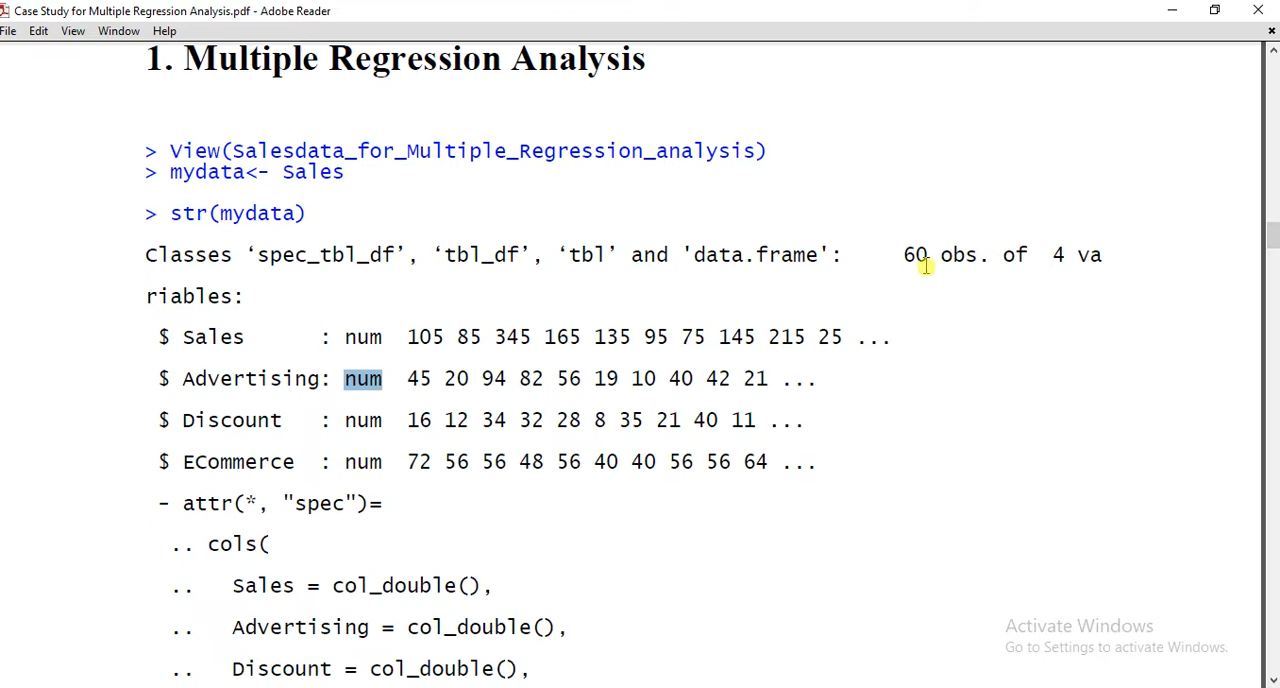 Case Study for Multiple Regression Analysis.pdf - Adobe Reader
File Edit View Window Help
1. Multiple Regression Analysis
> View(Salesdata_for_Multiple_Regression_analysis)
> mydata<- Sales
> str(mydata)
Classes ‘spec_tbl_df’, ‘tbl_df’, ‘tbl’ and 'data.frame': 60 obs. of 4 va
riables:
$ Sales : num 105 85 345 165 135 95 75 145 215 25 ...
$ Advertising: num 45 20 94 82 56 19 10 40 42 21 ...
$ Discount : num 16 12 34 32 28 8 35 21 40 11 ...
$ ECommerce : num 72 56 56 48 56 40 40 56 56 64 ...
- attr(*, "spec")=
.. cols(
.. Sales = col_double(),
.. Advertising = col_double(),
.. Discount = col_double(),
Activate Windows
Go to Settings to activate Windows.